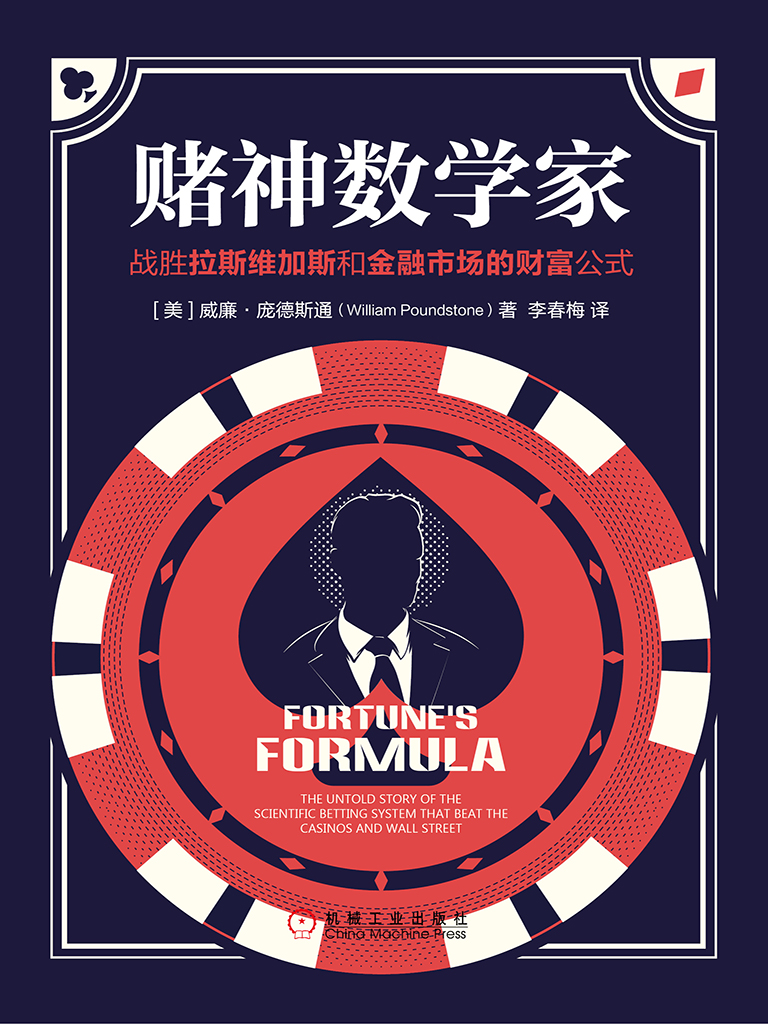 赌神数学家
战胜拉斯维加斯和金融市场的财富公式
[ 美 ] 威廉 · 庞德斯通（William Poundstone）著 李春梅 译
FORTUNE'S
FORMULA
THE UNTOLD STORY OF THE
SCIENTIFIC BETTING SYSTEM THAT BEAT THE
CASINOS AND WALL STREET
机械工业出版社
China Machine Press